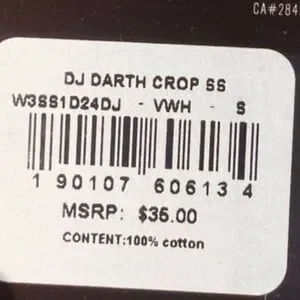 CA#284
DJ DARTH CROP SS
W3SS1D24DJ - VWH - S
1 90107 60613 4
MSRP: $35.00
CONTENT:100% cotton